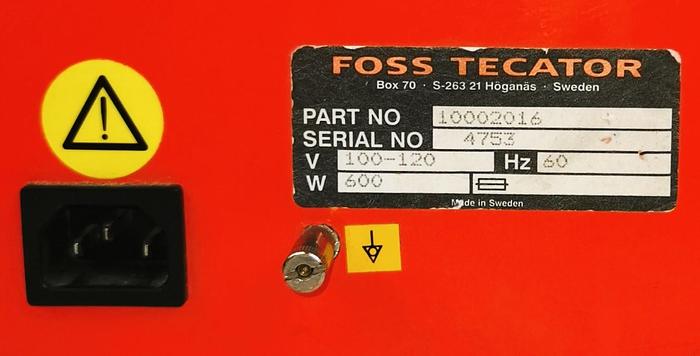 FOSS TECATOR
Box 70 · S-263 21 Höganäs · Sweden
PART NO 10002016
SERIAL NO 4753
V 100-120 Hz 60
W 600
Made in Sweden